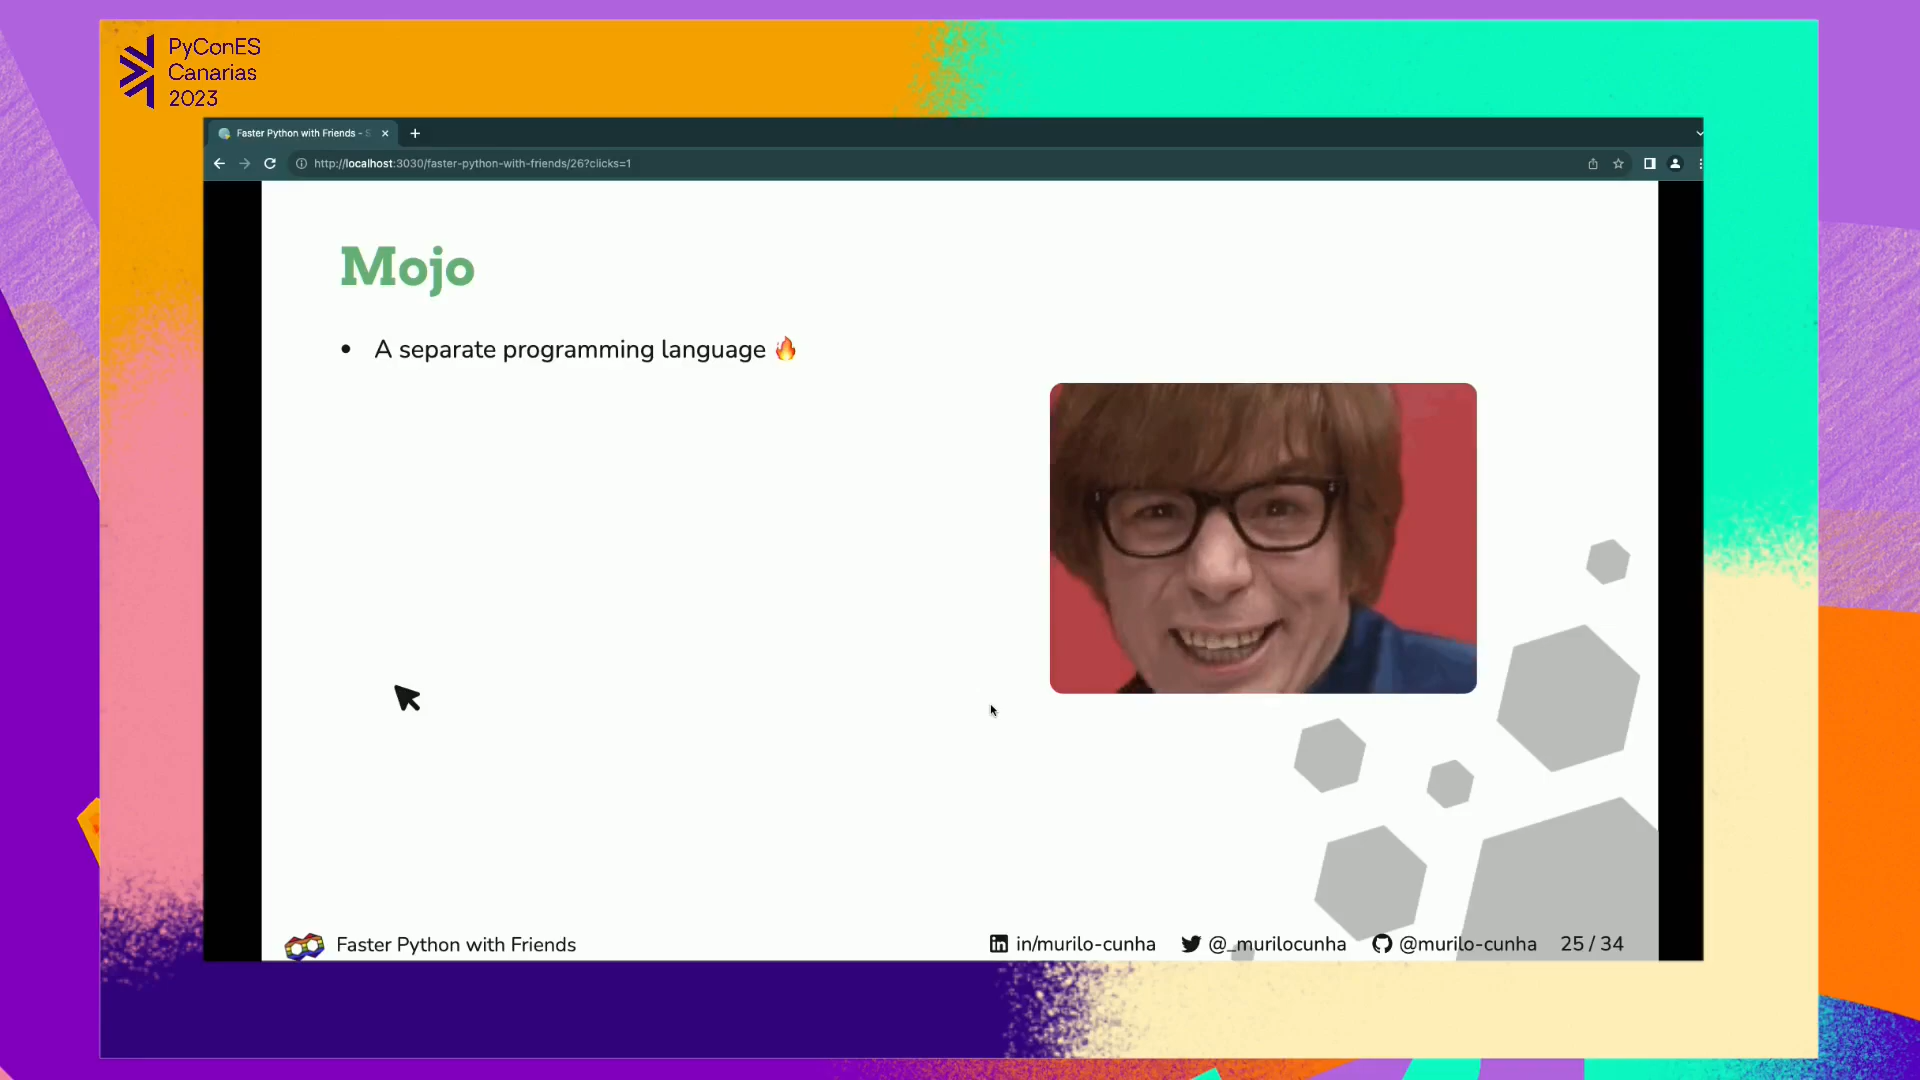 PyConES
Canarias
2023
Faster Python with Friends - S
http://localhost:3030/faster-python-with-friends/26?clicks=1
Mojo
• A separate programming language 🔥
Faster Python with Friends
in/murilo-cunha @_murilocunha @murilo-cunha 25 / 34